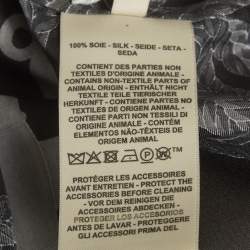 100% SOIE - SILK - SEIDE - SETA -
SEDA
CONTIENT DES PARTIES NON
TEXTILES D'ORIGINE ANIMALE -
CONTAINS NON-TEXTILE PARTS OF
ANIMAL ORIGIN - ENTHÄLT NICHT
TEXTILE TEILE TIERISCHER
HERKUNFT - CONTIENE PARTES NO
TEXTILES DE ORIGEN ANIMAL -
CONTIENE PARTI NON TESSILI DI
ORIGINE ANIMALE - CONTÉM
ELEMENTOS NÃO-TÊXTEIS DE
ORIGEM ANIMAL
PROTÉGER LES ACCESSOIRES
AVANT ENTRETIEN - PROTECT THE
ACCESSORIES BEFORE CLEANING
- VOR DEM REINIGEN DIE
ACCESSOIRES ABDECKEN -
PROTEGER LOS ACCESORIOS
ANTES DE LAVAR - PROTEGGERE
GLI ACCESSORI PRIMA DEL